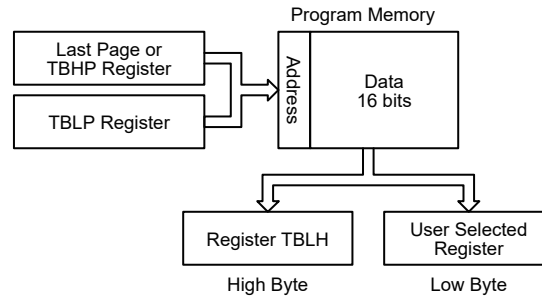 Program Memory
Last Page or
TBHP Register
TBLP Register
Address
Data
16 bits
Register TBLH
User Selected
Register
High Byte
Low Byte